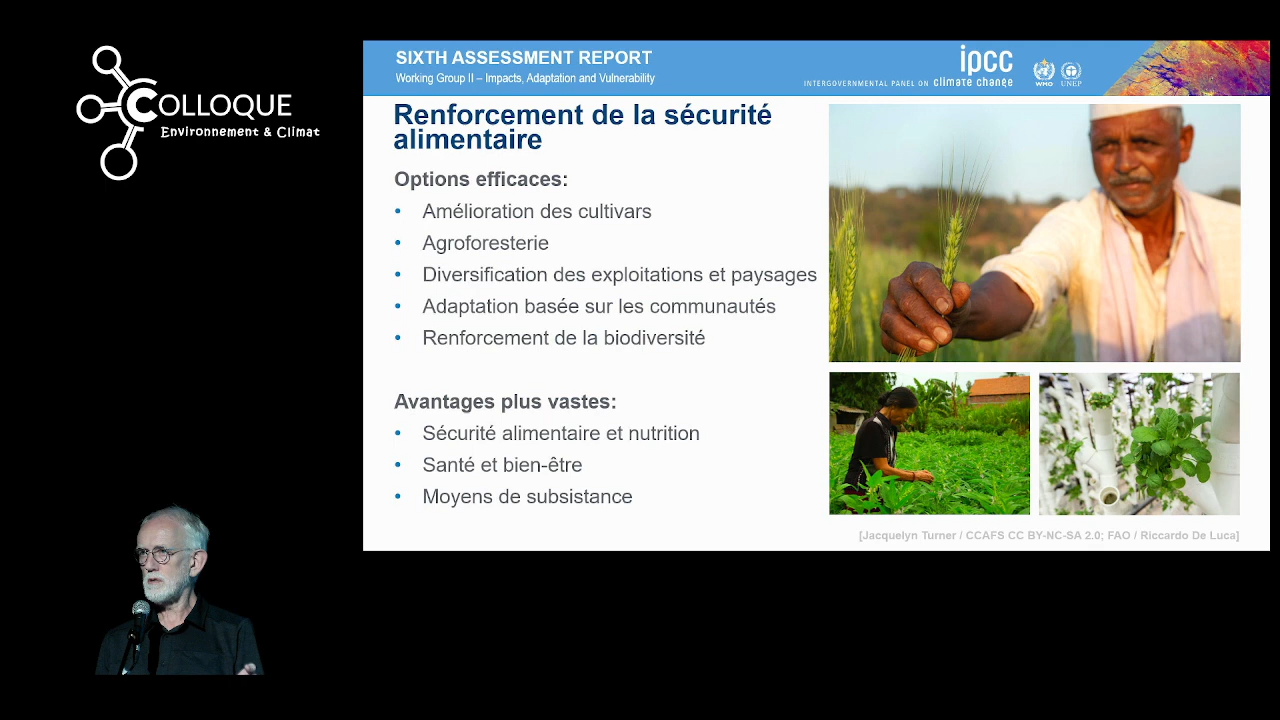 COLLOQUE
Environnement & Climat
SIXTH ASSESSMENT REPORT
Working Group II – Impacts, Adaptation and Vulnerability
ipcc
INTERGOVERNMENTAL PANEL ON climate change
WMO
UNEP
Renforcement de la sécurité
alimentaire
Options efficaces:
• Amélioration des cultivars
• Agroforesterie
• Diversification des exploitations et paysages
• Adaptation basée sur les communautés
• Renforcement de la biodiversité
Avantages plus vastes:
• Sécurité alimentaire et nutrition
• Santé et bien-être
• Moyens de subsistance
[Jacquelyn Turner / CCAFS CC BY-NC-SA 2.0; FAO / Riccardo De Luca]